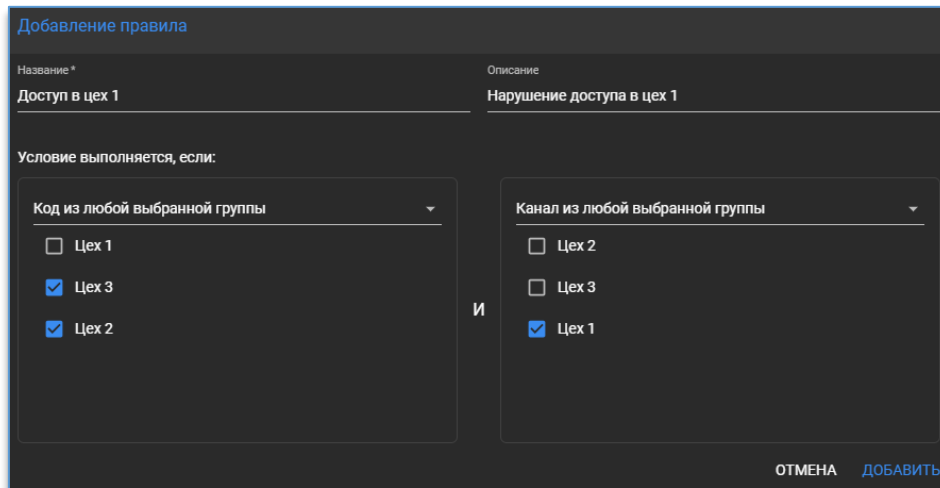 Добавление правила
Название *
Доступ в цех 1
Описание
Нарушение доступа в цех 1
Условие выполняется, если:
Код из любой выбранной группы
Цех 1
Цех 3
Цех 2
И
Канал из любой выбранной группы
Цех 2
Цех 3
Цех 1
ОТМЕНА
ДОБАВИТЬ